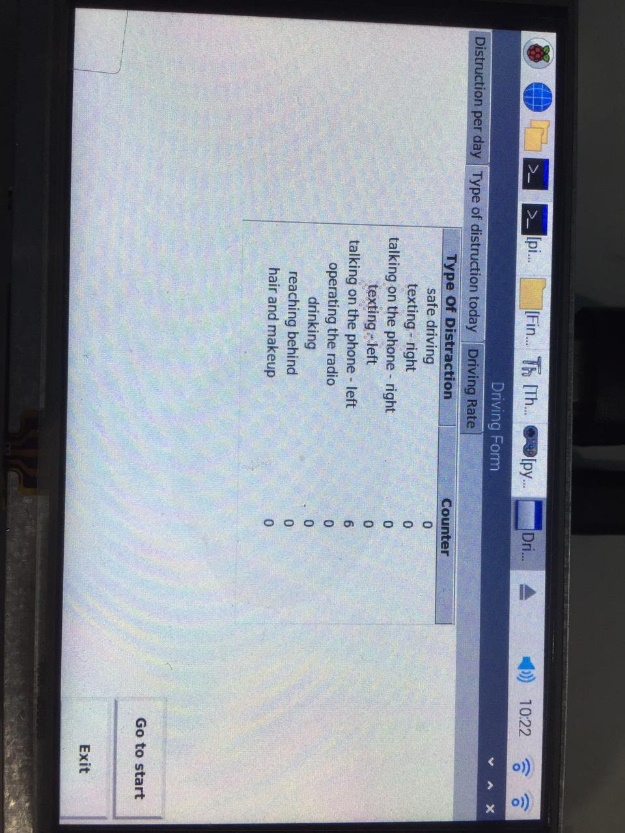 >_
>_ [pi...
[Fin...
[Th...
[py...
Dri...
10:22
Driving Form
Distruction per day
Type of distruction today
Driving Rate
Type Of Distraction Counter
safe driving 0
texting - right 0
talking on the phone - right 0
texting - left 0
talking on the phone - left 6
operating the radio 0
drinking 0
reaching behind 0
hair and makeup 0
Go to start
Exit